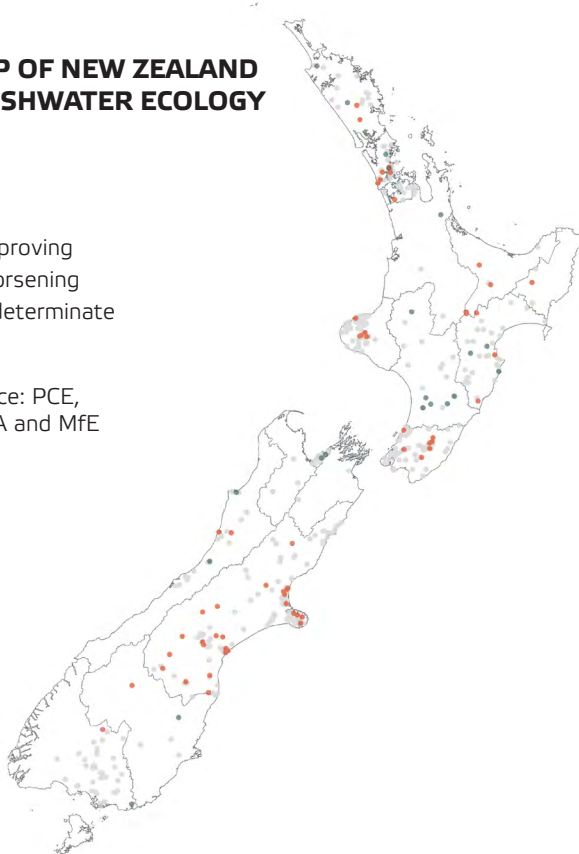 P OF NEW ZEALAND
SHWATER ECOLOGY
proving
orsening
determinate
ce: PCE,
A and MfE